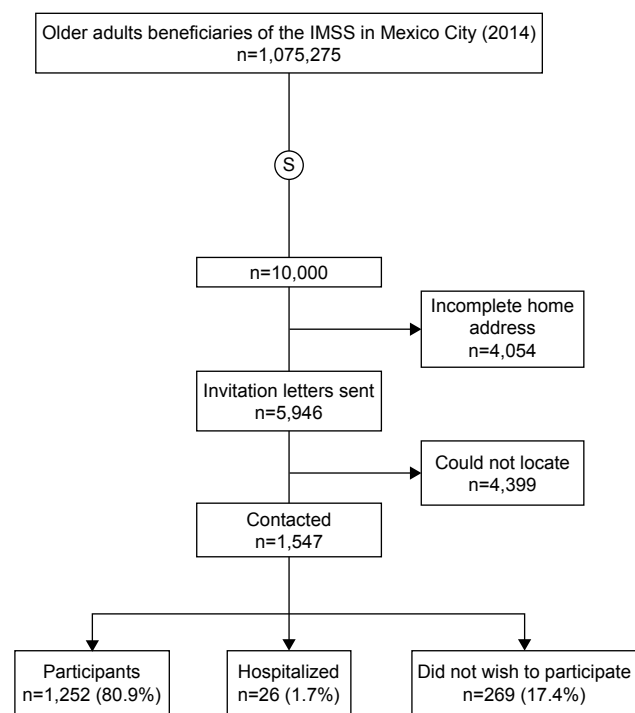 Older adults beneficiaries of the IMSS in Mexico City (2014)
n=1,075,275
S
n=10,000
Incomplete home
address
n=4,054
Invitation letters sent
n=5,946
Could not locate
n=4,399
Contacted
n=1,547
Participants
n=1,252 (80.9%)
Hospitalized
n=26 (1.7%)
Did not wish to participate
n=269 (17.4%)